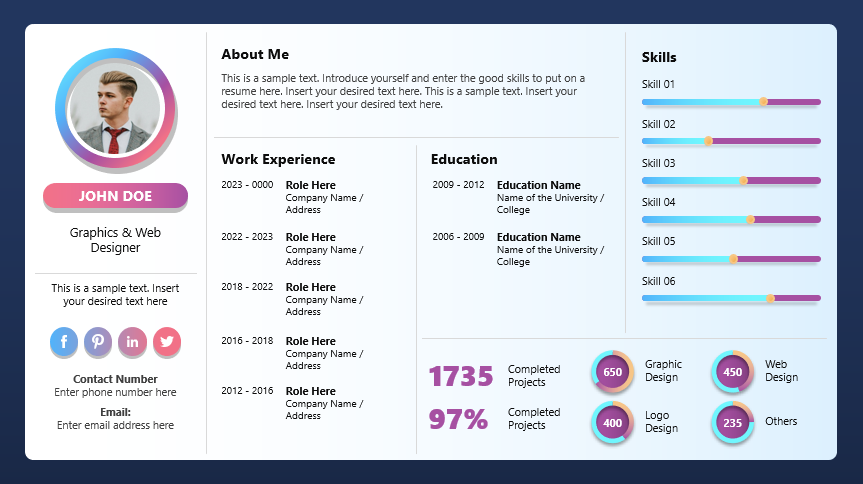 JOHN DOE
Graphics & Web
Designer
This is a sample text. Insert
your desired text here
f
in
Contact Number
Enter phone number here
Email:
Enter email address here
About Me
This is a sample text. Introduce yourself and enter the good skills to put on a
resume here. Insert your desired text here. This is a sample text. Insert your
desired text here. Insert your desired text here.
Work Experience
2023 - 0000 Role Here
Company Name /
Address
2022 - 2023 Role Here
Company Name /
Address
2018 - 2022 Role Here
Company Name /
Address
2016 - 2018 Role Here
Company Name /
Address
2012 - 2016 Role Here
Company Name /
Address
Education
2009 - 2012 Education Name
Name of the University /
College
2006 - 2009 Education Name
Name of the University /
College
Skills
Skill 01
Skill 02
Skill 03
Skill 04
Skill 05
Skill 06
1735 Completed
Projects
97% Completed
Projects
650 Graphic
Design
450 Web
Design
400 Logo
Design
235 Others